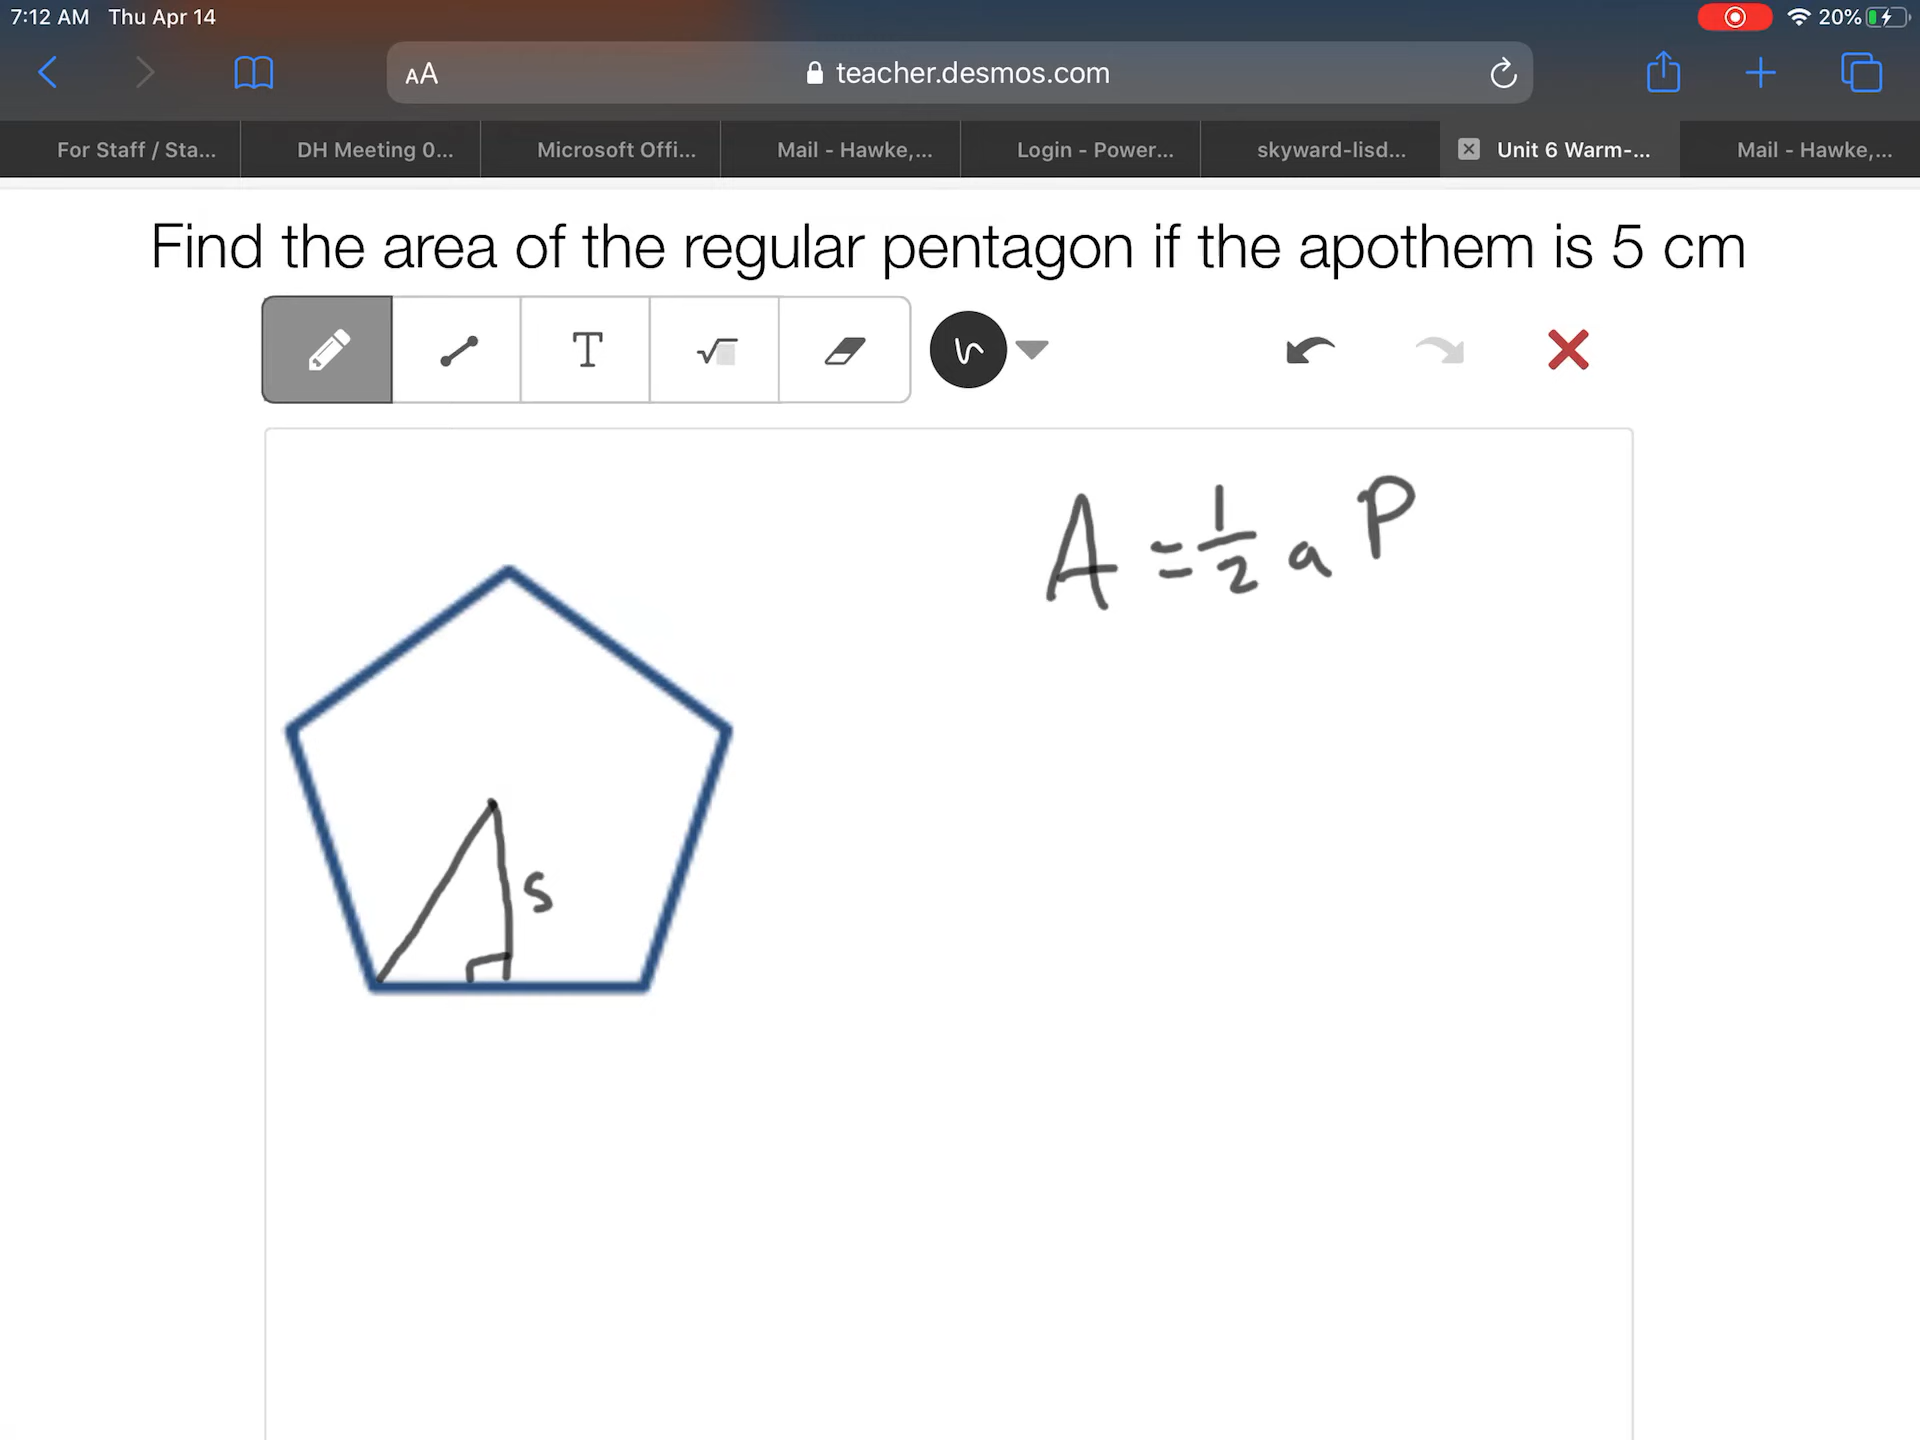 7:12 AM Thu Apr 14
20%
AA
teacher.desmos.com
For Staff / Sta... DH Meeting 0... Microsoft Offi... Mail - Hawke,... Login - Power... skyward-lisd... Unit 6 Warm-... Mail - Hawke,...
Find the area of the regular pentagon if the apothem is 5 cm
T √
A = 1/2 a P
5